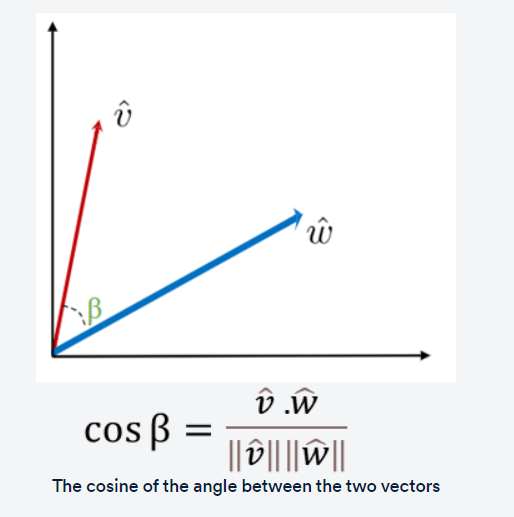 v̂
ŵ
β
cos β = v̂ .ŵ / ||v̂|| ||ŵ||
The cosine of the angle between the two vectors